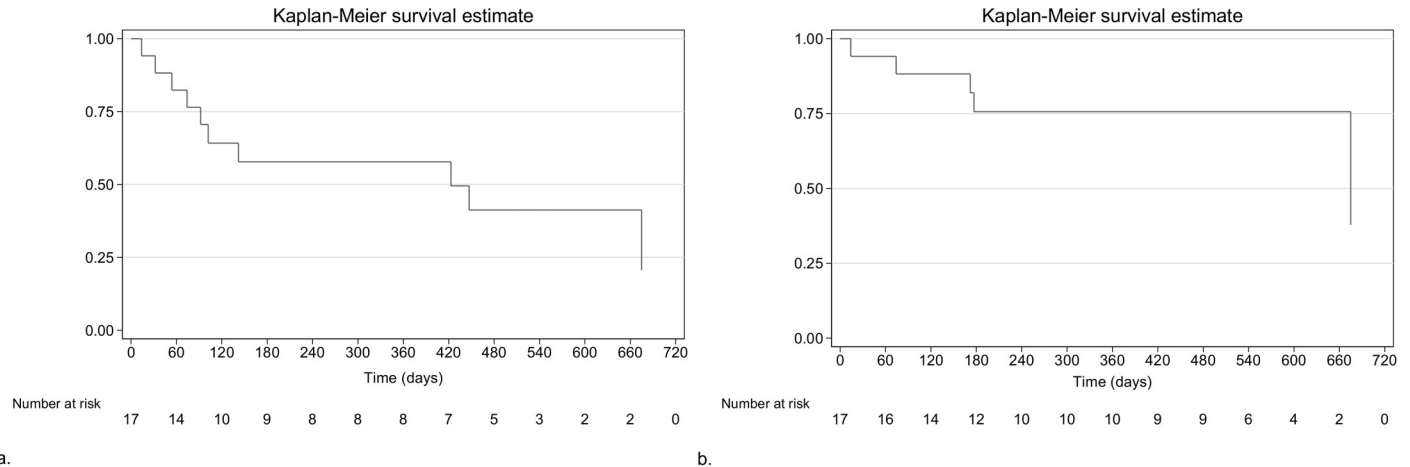 Kaplan-Meier survival estimate
1.00
0.75
0.50
0.25
0.00
0 60 120 180 240 300 360 420 480 540 600 660 720
Time (days)
Number at risk
17 14 10 9 8 8 8 7 5 3 2 2 0
a.
Kaplan-Meier survival estimate
1.00
0.75
0.50
0.25
0.00
0 60 120 180 240 300 360 420 480 540 600 660 720
Time (days)
Number at risk
17 16 14 12 10 10 10 9 9 6 4 2 0
b.